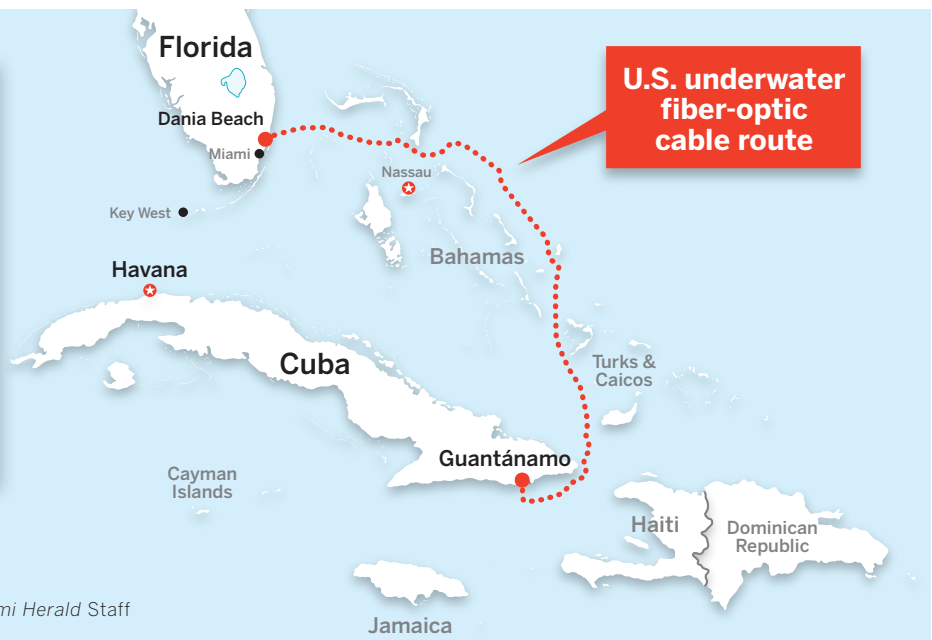 Florida
U.S. underwater
fiber-optic
cable route
Dania Beach
Miami
Nassau
Key West
Bahamas
Havana
Cuba
Turks &
Caicos
Guantánamo
Cayman
Islands
Haiti
Dominican
Republic
mi Herald Staff
Jamaica